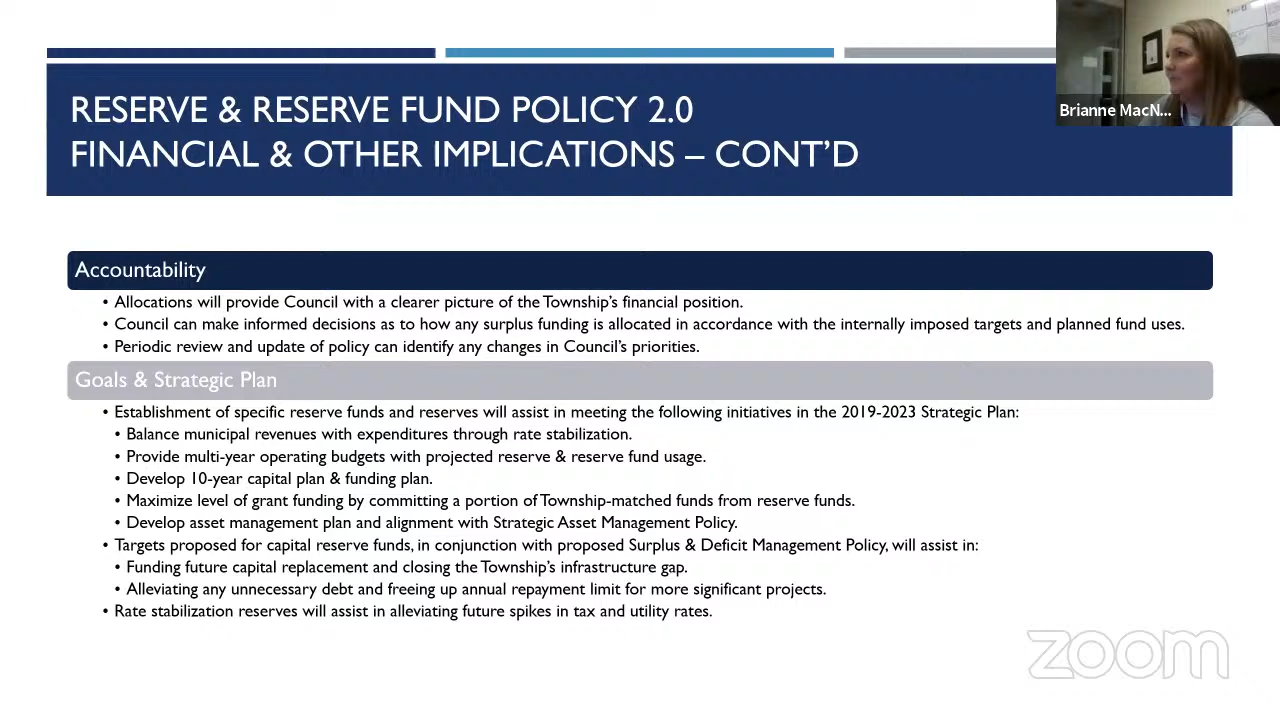 RESERVE & RESERVE FUND POLICY 2.0
FINANCIAL & OTHER IMPLICATIONS – CONT'D
Brianne MacN...
Accountability
• Allocations will provide Council with a clearer picture of the Township's financial position.
• Council can make informed decisions as to how any surplus funding is allocated in accordance with the internally imposed targets and planned fund uses.
• Periodic review and update of policy can identify any changes in Council's priorities.
Goals & Strategic Plan
• Establishment of specific reserve funds and reserves will assist in meeting the following initiatives in the 2019-2023 Strategic Plan:
• Balance municipal revenues with expenditures through rate stabilization.
• Provide multi-year operating budgets with projected reserve & reserve fund usage.
• Develop 10-year capital plan & funding plan.
• Maximize level of grant funding by committing a portion of Township-matched funds from reserve funds.
• Develop asset management plan and alignment with Strategic Asset Management Policy.
• Targets proposed for capital reserve funds, in conjunction with proposed Surplus & Deficit Management Policy, will assist in:
• Funding future capital replacement and closing the Township's infrastructure gap.
• Alleviating any unnecessary debt and freeing up annual repayment limit for more significant projects.
• Rate stabilization reserves will assist in alleviating future spikes in tax and utility rates.
zoom